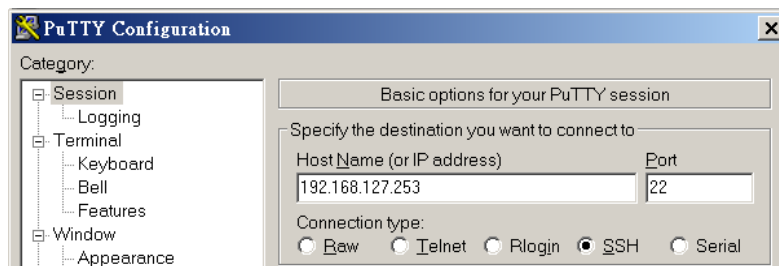 PuTTY Configuration
Category:
Session
Logging
Terminal
Keyboard
Bell
Features
Window
Appearance
Basic options for your PuTTY session
Specify the destination you want to connect to
Host Name (or IP address) Port
192.168.127.253 22
Connection type:
Raw Telnet Rlogin SSH Serial